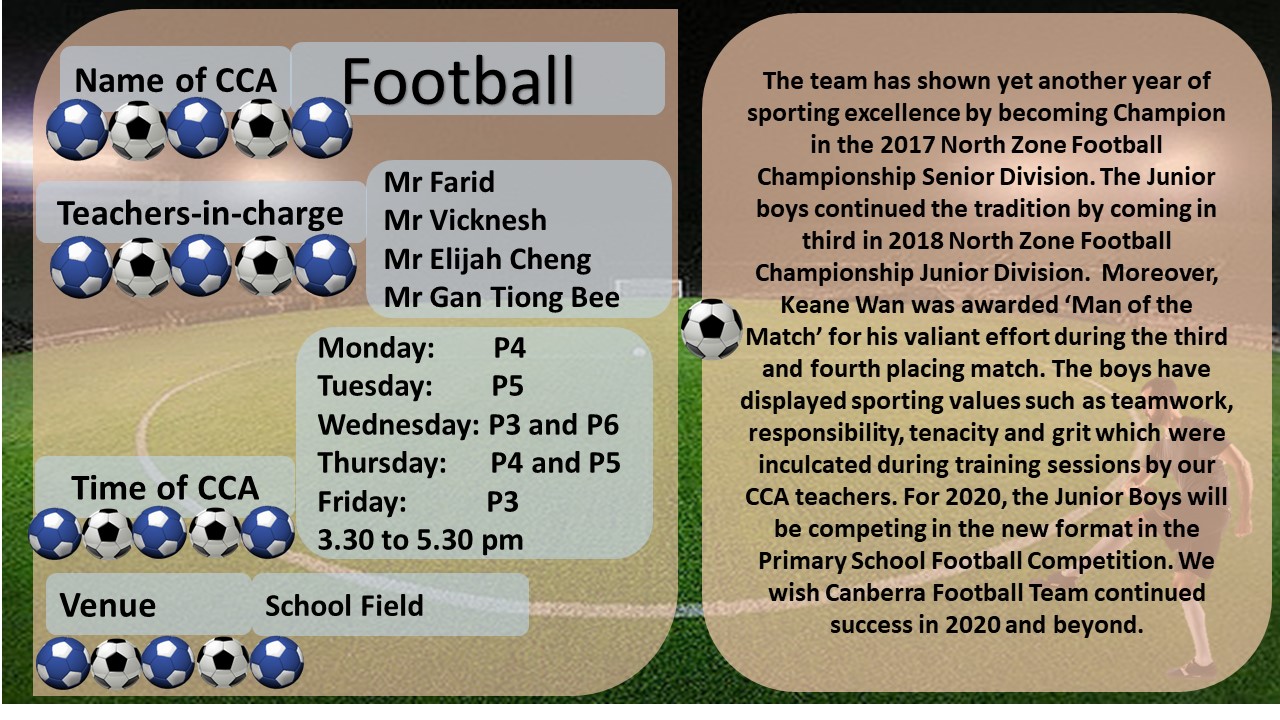 Name of CCA
Football
Teachers-in-charge
Mr Farid
Mr Vicknesh
Mr Elijah Cheng
Mr Gan Tiong Bee
Time of CCA
Monday: P4
Tuesday: P5
Wednesday: P3 and P6
Thursday: P4 and P5
Friday: P3
3.30 to 5.30 pm
Venue
School Field
The team has shown yet another year of
sporting excellence by becoming Champion
in the 2017 North Zone Football
Championship Senior Division. The Junior
boys continued the tradition by coming in
third in 2018 North Zone Football
Championship Junior Division. Moreover,
Keane Wan was awarded ‘Man of the
Match’ for his valiant effort during the third
and fourth placing match. The boys have
displayed sporting values such as teamwork,
responsibility, tenacity and grit which were
inculcated during training sessions by our
CCA teachers. For 2020, the Junior Boys will
be competing in the new format in the
Primary School Football Competition. We
wish Canberra Football Team continued
success in 2020 and beyond.